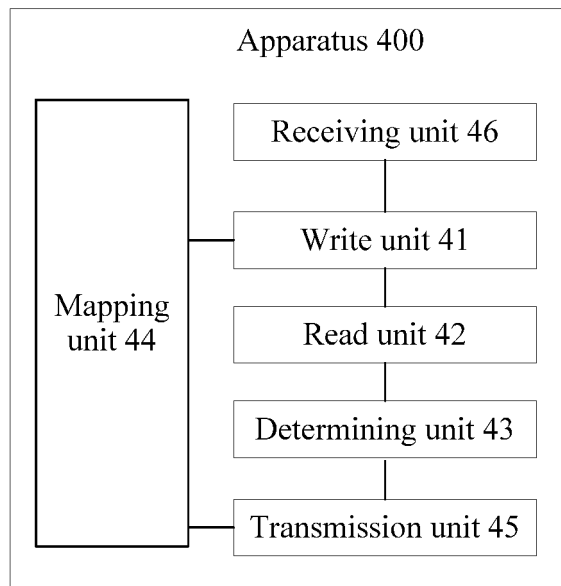 Apparatus 400
Receiving unit 46
Write unit 41
Mapping
unit 44
Read unit 42
Determining unit 43
Transmission unit 45